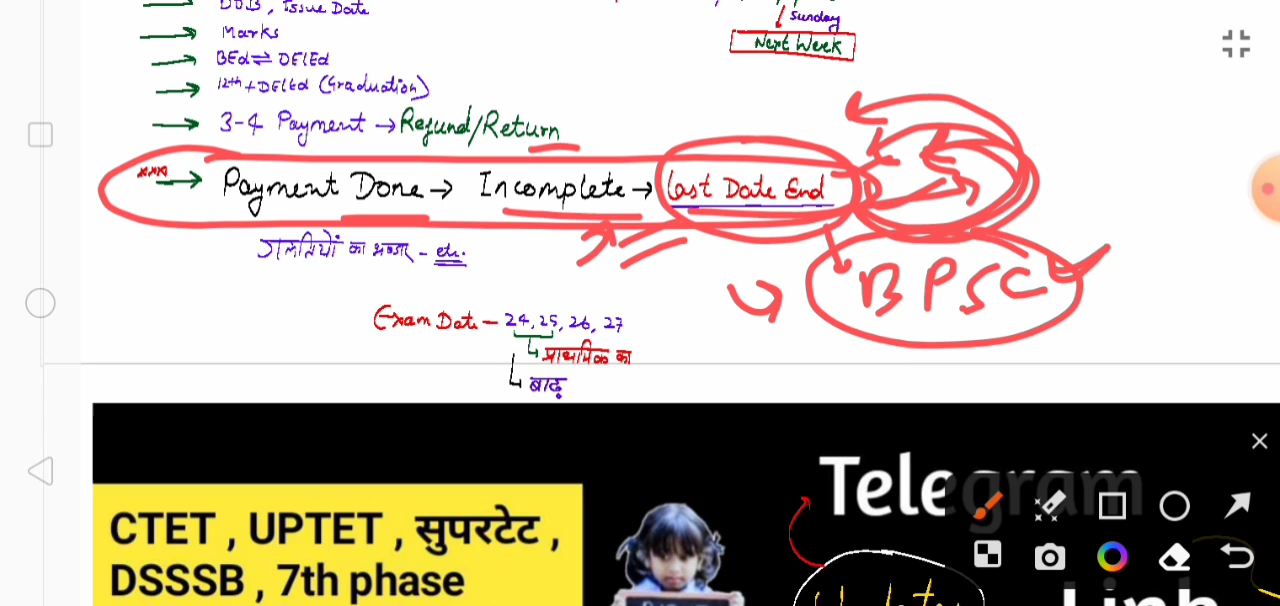 DOB, Issue Date
Sunday
Marks
Next Week
BEd ⇌ DElEd
12th + DElEd (Graduation)
3-4 Payment → Refund/Return
Payment Done → Incomplete → Last Date End
गलतियों का भण्डार - etc.
BPSC
Exam Date - 24, 25, 26, 27
प्राथमिक का
बाढ़
Telegram
CTET , UPTET , सुपरटेट ,
DSSSB , 7th phase
Link